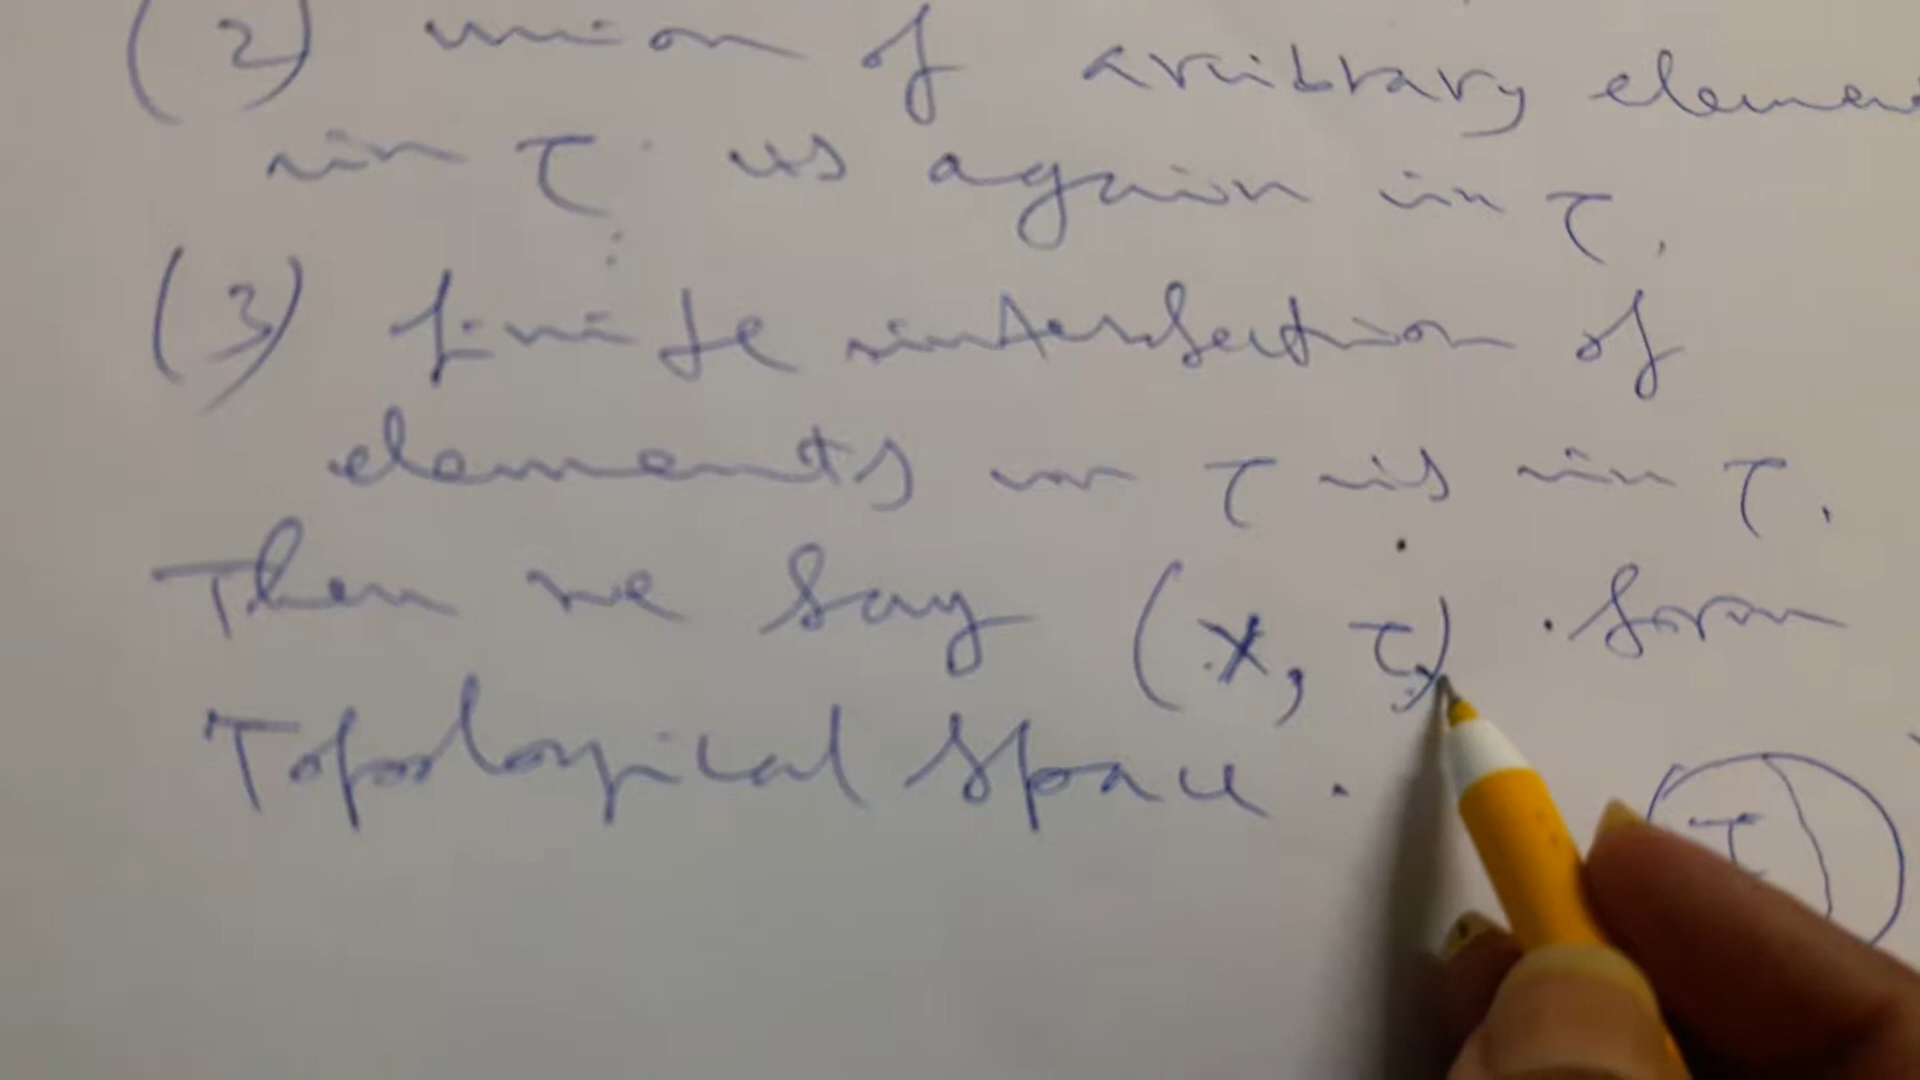 (2) union of arbitrary elemen
in τ is again in τ.
(3) finite intersection of
elements in τ is in τ.
Then we say (X, τ) form
Topological space.
τ